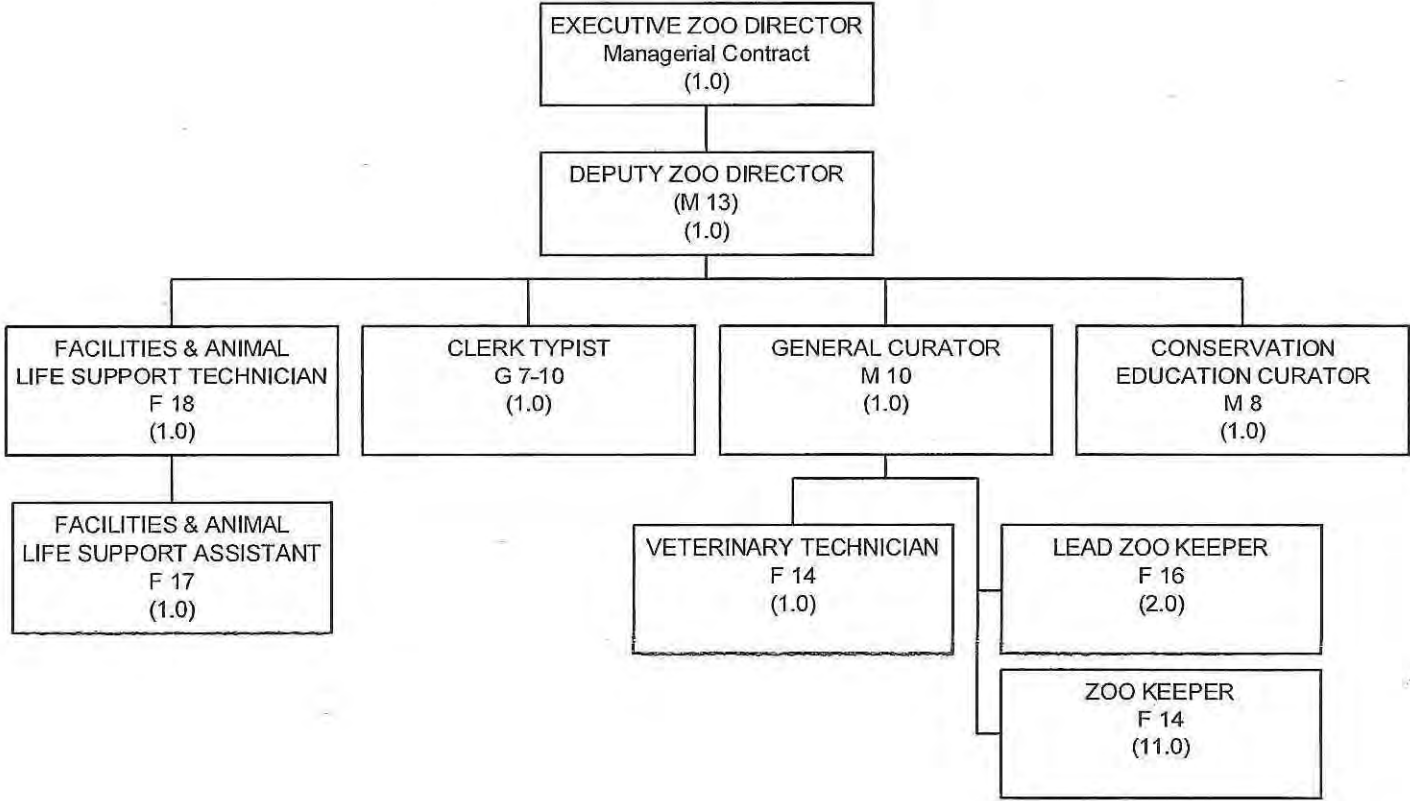 EXECUTIVE ZOO DIRECTOR
Managerial Contract
(1.0)
DEPUTY ZOO DIRECTOR
(M 13)
(1.0)
FACILITIES & ANIMAL
LIFE SUPPORT TECHNICIAN
F 18
(1.0)
CLERK TYPIST
G 7-10
(1.0)
GENERAL CURATOR
M 10
(1.0)
CONSERVATION
EDUCATION CURATOR
M 8
(1.0)
FACILITIES & ANIMAL
LIFE SUPPORT ASSISTANT
F 17
(1.0)
VETERINARY TECHNICIAN
F 14
(1.0)
LEAD ZOO KEEPER
F 16
(2.0)
ZOO KEEPER
F 14
(11.0)